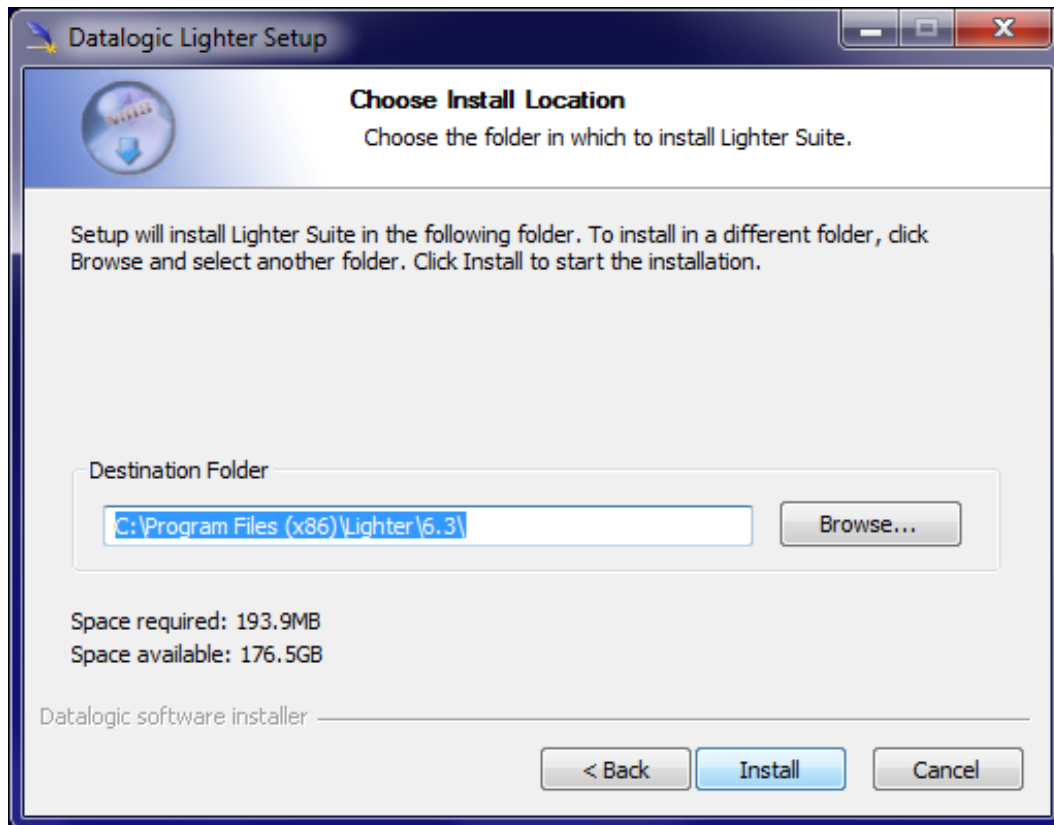 Datalogic Lighter Setup
Choose Install Location
Choose the folder in which to install Lighter Suite.
Setup will install Lighter Suite in the following folder. To install in a different folder, click
Browse and select another folder. Click Install to start the installation.
Destination Folder
C:\Program Files (x86)\Lighter\6.3\
Browse...
Space required: 193.9MB
Space available: 176.5GB
Datalogic software installer
< Back
Install
Cancel